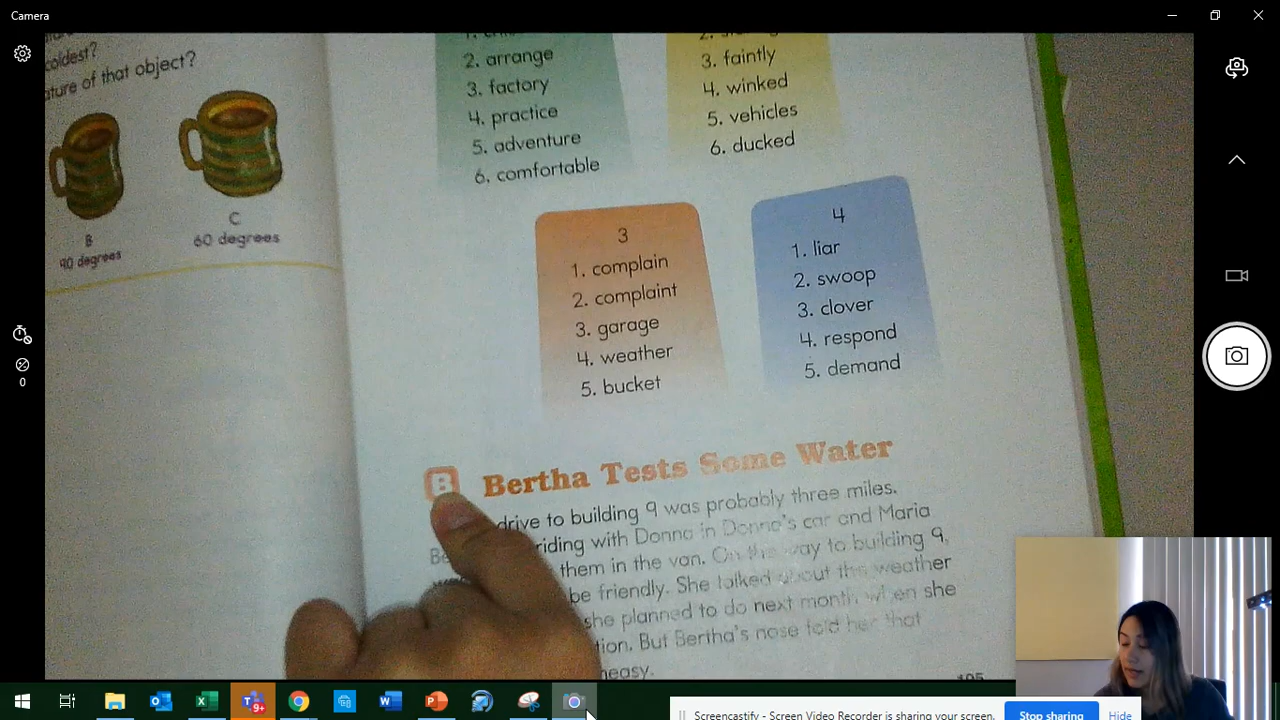 Camera
coldest?
ature of that object?
B
90 degrees
C
60 degrees
2. arrange
3. factory
4. practice
5. adventure
6. comfortable
3. faintly
4. winked
5. vehicles
6. ducked
3
1. complain
2. complaint
3. garage
4. weather
5. bucket
4
1. liar
2. swoop
3. clover
4. respond
5. demand
B Bertha Tests Some Water
drive to building 9 was probably three miles.
riding with Donna in Donna's car and Maria
them in the van. On the way to building 9,
be friendly. She talked about the weather
she planned to do next month when she
tion. But Bertha's nose told her that
neasy.
195
0
9+
Screencastify - Screen Video Recorder is sharing your screen.
Stop sharing
Hide